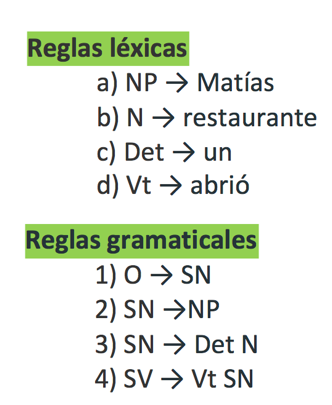 Reglas léxicas
a) NP → Matías
b) N → restaurante
c) Det → un
d) Vt → abrió
Reglas gramaticales
1) O → SN
2) SN →NP
3) SN → Det N
4) SV → Vt SN